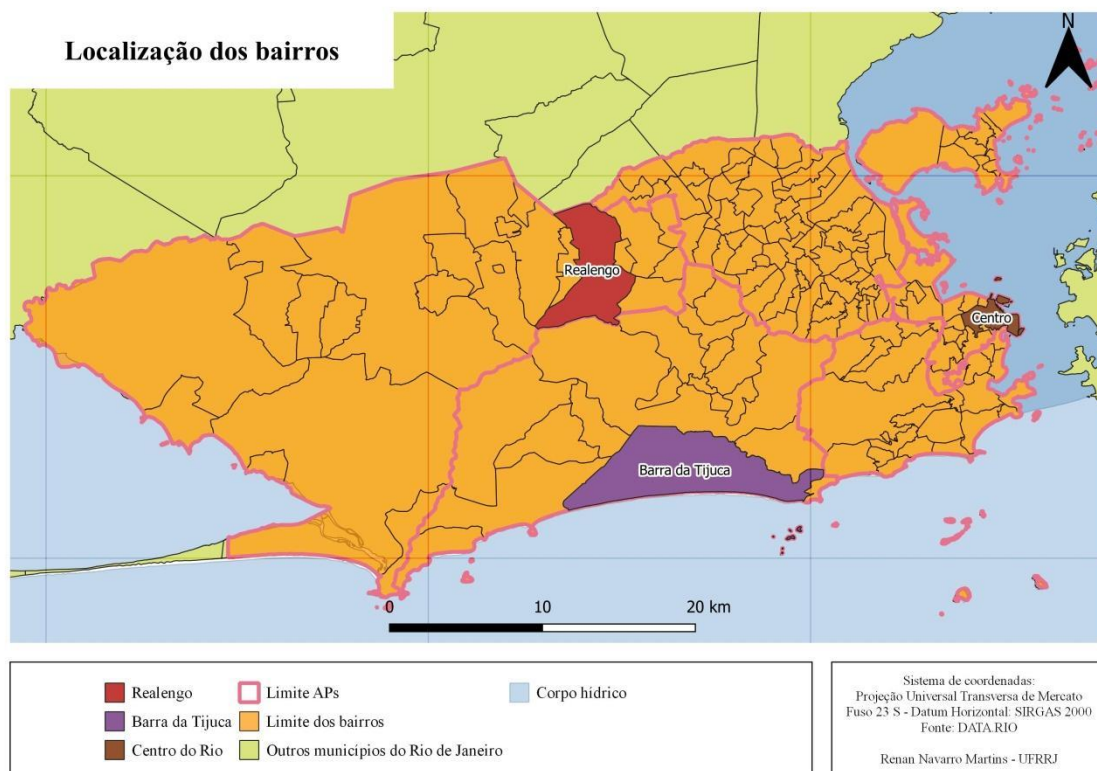 Localização dos bairros
N
Realengo
Centro
Barra da Tijuca
0 10 20 km
Realengo
Limite APs
Corpo hídrico
Barra da Tijuca
Limite dos bairros
Centro do Rio
Outros municípios do Rio de Janeiro
Sistema de coordenadas:
Projeção Universal Transversa de Mercato
Fuso 23 S - Datum Horizontal: SIRGAS 2000
Fonte: DATA.RIO
Renan Navarro Martins - UFRRJ